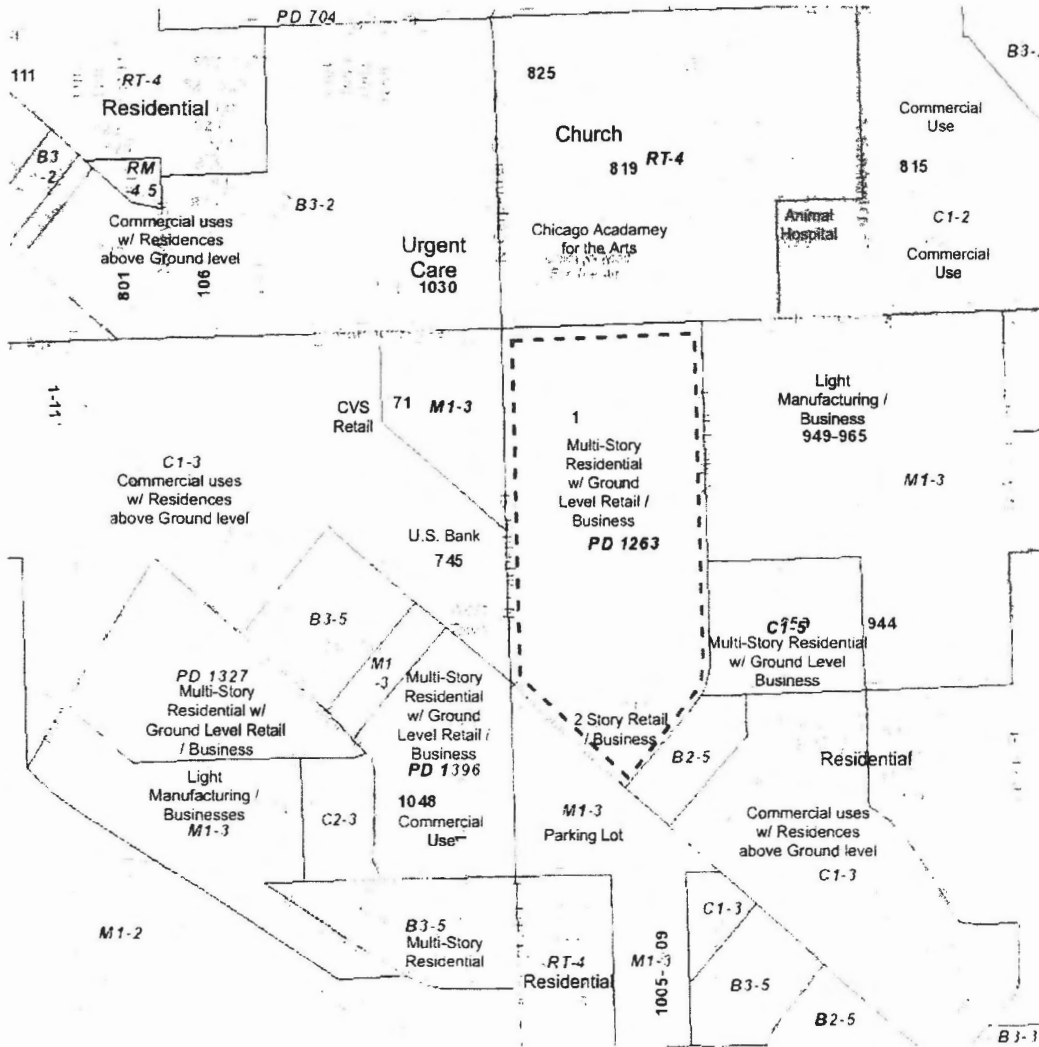 PD 704
111
RT-4
Residential
825
B3-
Commercial
Use
Church
819 RT-4
815
B3
-2
RM
4 5
B3-2
Commercial uses
w/ Residences
above Ground level
801
106
Urgent
Care
1030
Chicago Acadamey
for the Arts
Animal
Hospital
C1-2
Commercial
Use
1-11
CVS
Retail
71
M1-3
1
Multi-Story
Residential
w/ Ground
Level Retail /
Business
PD 1263
Light
Manufacturing /
Business
949-965
M1-3
C1-3
Commercial uses
w/ Residences
above Ground level
U.S. Bank
745
B3-5
M1
-3
C1-5
944
Multi-Story Residential
w/ Ground Level
Business
PD 1327
Multi-Story
Residential w/
Ground Level Retail
/ Business
Multi-Story
Residential
w/ Ground
Level Retail /
Business
PD 1396
2 Story Retail
/ Business
B2-5
Residential
Light
Manufacturing /
Businesses
M1-3
C2-3
1048
Commercial
Use
M1-3
Parking Lot
Commercial uses
w/ Residences
above Ground level
C1-3
M1-2
B3-5
Multi-Story
Residential
RT-4
Residential
M1-3
C1-3
B3-5
B2-5
B3-3